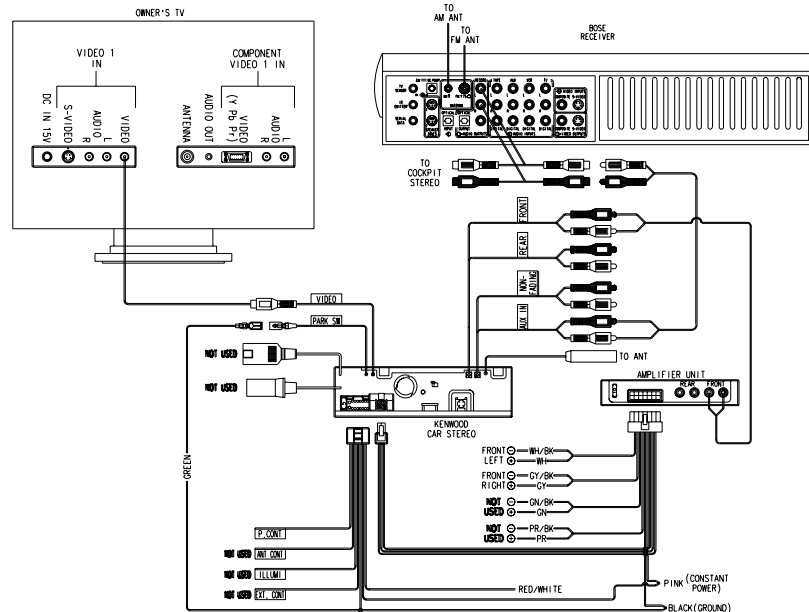 OWNER'S TV
VIDEO 1
IN
COMPONENT
VIDEO 1 IN
DC IN 15V
S-VIDEO
R
AUDIO
L
VIDEO
ANTENNA
AUDIO OUT
(Y Pb Pr)
VIDEO
R
AUDIO
L
TO
AM ANT
TO
FM ANT
BOSE
RECEIVER
TAPE
AUX
VCR
TV
TO
COCKPIT
STEREO
FRONT
REAR
NON-
FADING
AUX IN
VIDEO
PARK SW
NOT USED
NOT USED
TO ANT
KENWOOD
CAR STEREO
AMPLIFIER UNIT
REAR
FRONT
GREEN
FRONT ⊖ WH/BK
LEFT ⊕ WH
FRONT ⊖ GY/BK
RIGHT ⊕ GY
NOT ⊖ GN/BK
USED ⊕ GN
NOT ⊖ PR/BK
USED ⊕ PR
P.CONT
NOT USED ANT CONT
NOT USED ILLUMI
NOT USED EXT. CONT
RED/WHITE
PINK (CONSTANT
POWER)
BLACK(GROUND)